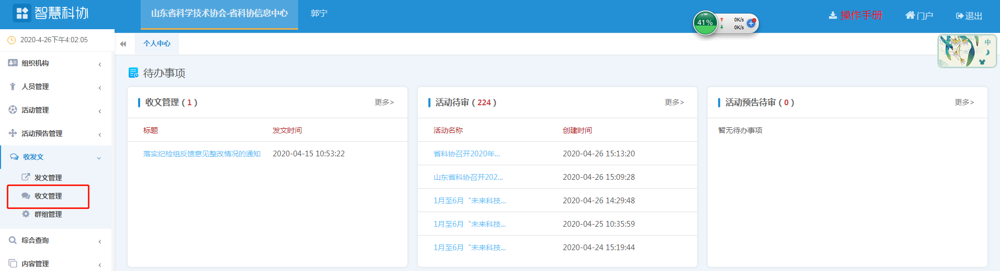 智慧科协
山东省科学技术协会-省科协信息中心
郭宁
41%
0K/s
0K/s
操作手册
门户
退出
2020-4-26下午4:02:05
个人中心
中
组织机构
人员管理
活动管理
活动预告管理
收发文
发文管理
收文管理
群组管理
综合查询
内容管理
待办事项
收文管理（1）
更多>
标题 发文时间
落实纪检组反馈意见整改情况的通知 2020-04-15 10:53:22
活动待审（224）
更多>
活动名称 创建时间
省科协召开2020年... 2020-04-26 15:13:20
山东省科协召开202... 2020-04-26 15:09:28
1月至6月“未来科技... 2020-04-26 14:29:48
1月至6月“未来科技... 2020-04-25 10:35:59
1月至6月“未来科技... 2020-04-24 15:19:44
活动预告待审（0）
更多>
暂无待办事项